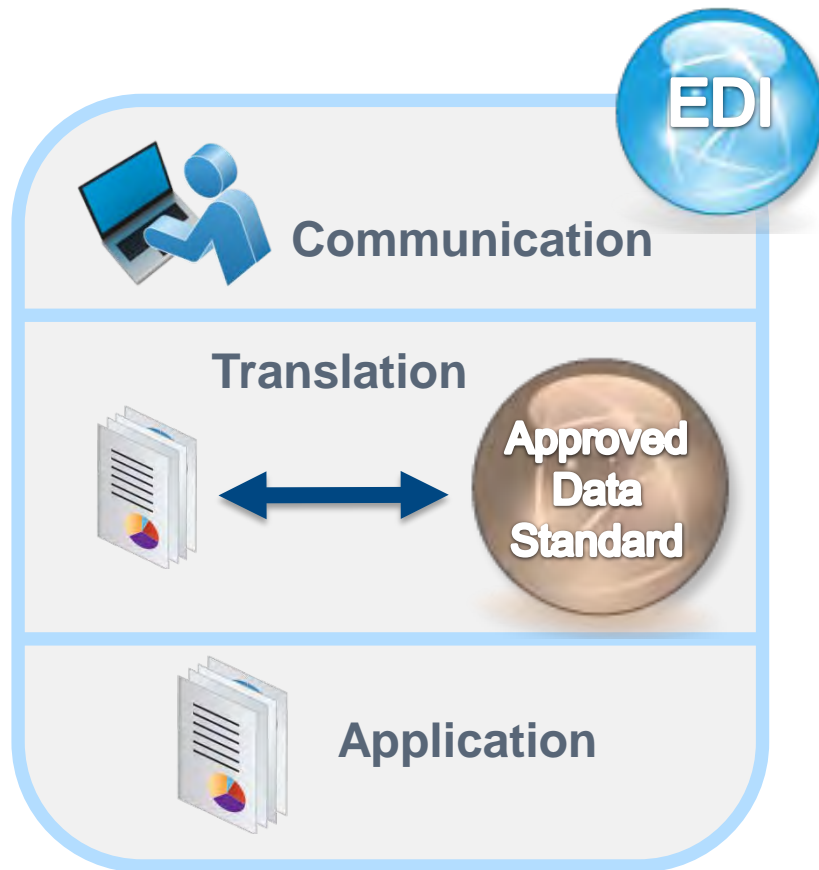 EDI
Communication
Translation
Approved
Data
Standard
Application